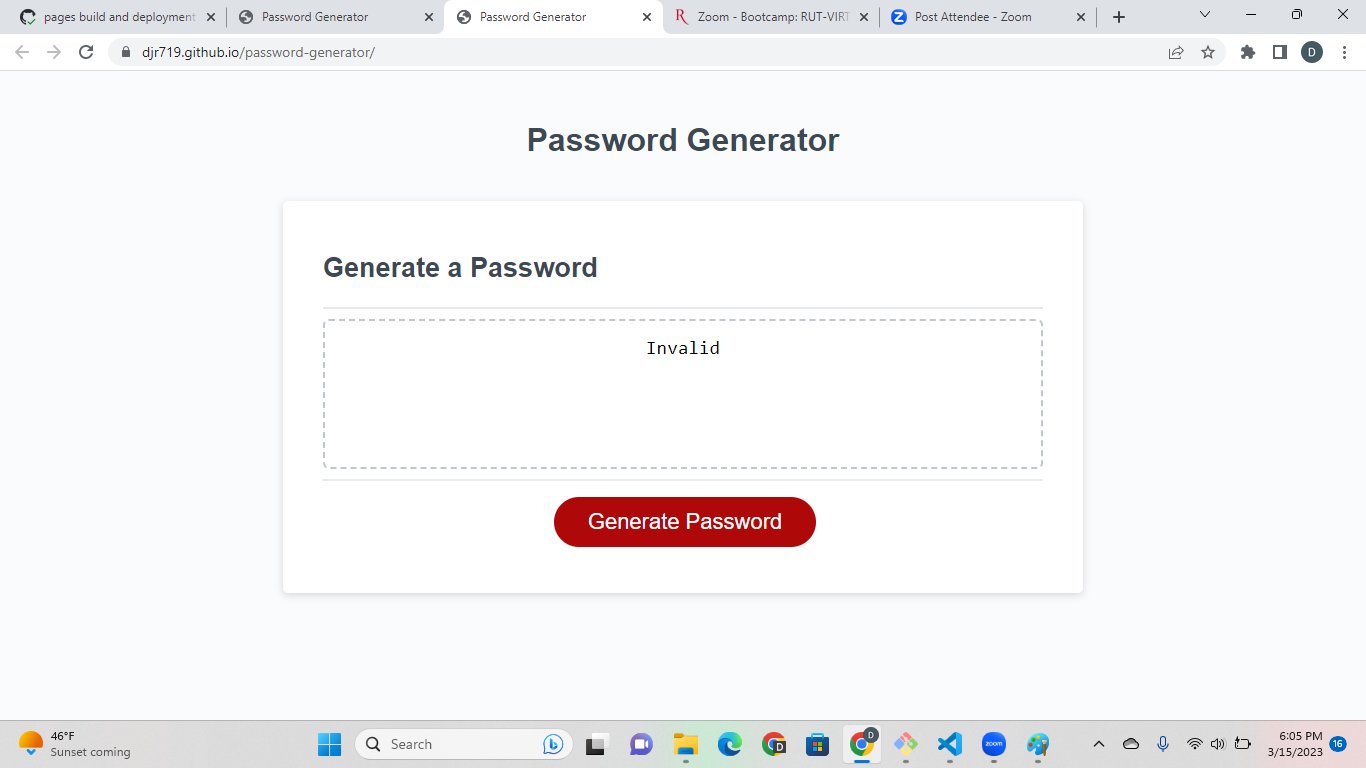 pages build and deployment
Password Generator
Password Generator
Zoom - Bootcamp: RUT-VIRT
Post Attendee - Zoom
djr719.github.io/password-generator/
D
Password Generator
Generate a Password
Invalid
Generate Password
46°F
Sunset coming
Search
D
D
zoom
6:05 PM
3/15/2023
16